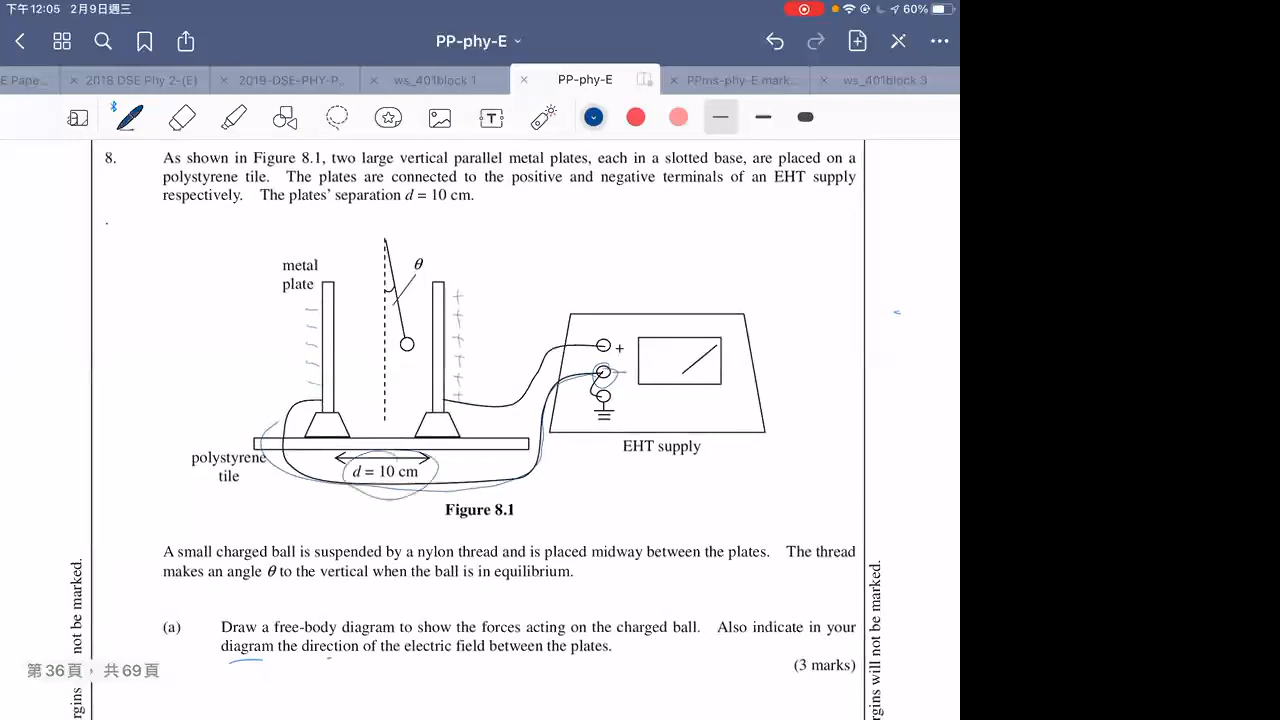 下午12:05 2月9日週三
60%
PP-phy-E
E Pape... 2018 DSE Phy 2-(E) 2019-DSE-PHY-P... ws_401block 1 PP-phy-E PPms-phy-E mark... ws_401block 3
8. As shown in Figure 8.1, two large vertical parallel metal plates, each in a slotted base, are placed on a
polystyrene tile. The plates are connected to the positive and negative terminals of an EHT supply
respectively. The plates' separation d = 10 cm.
metal
plate
θ
+
+
+
+
+
+
+
−
EHT supply
polystyrene
tile
d = 10 cm
Figure 8.1
A small charged ball is suspended by a nylon thread and is placed midway between the plates. The thread
makes an angle θ to the vertical when the ball is in equilibrium.
(a) Draw a free-body diagram to show the forces acting on the charged ball. Also indicate in your
diagram the direction of the electric field between the plates.
(3 marks)
第36頁，共69頁
rgins not be marked.
rgins will not be marked.